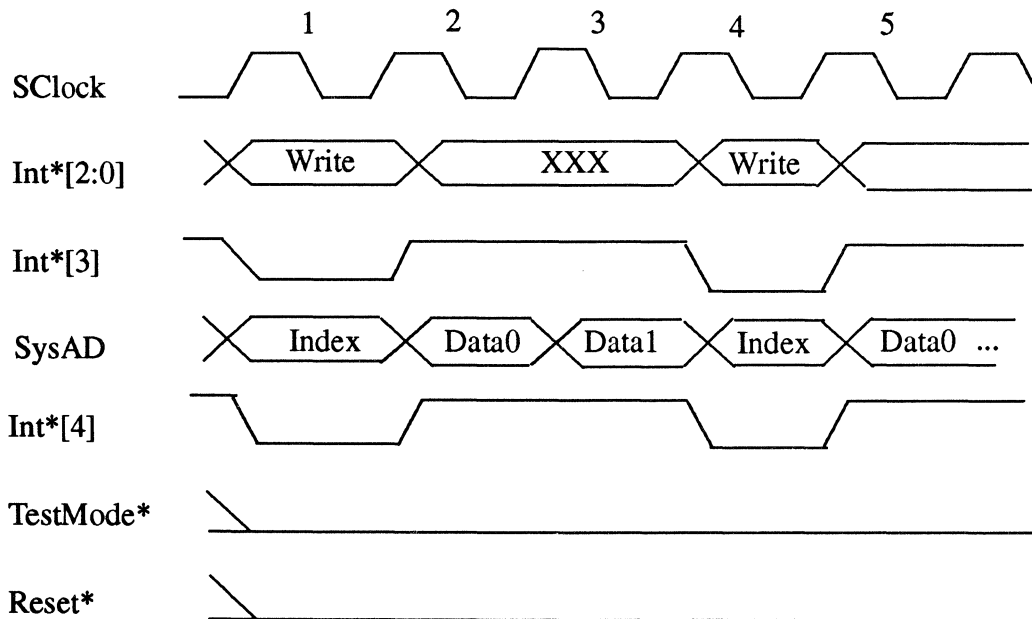 1 2 3 4 5
SClock
Int*[2:0] Write XXX Write
Int*[3]
SysAD Index Data0 Data1 Index Data0 ...
Int*[4]
TestMode*
Reset*